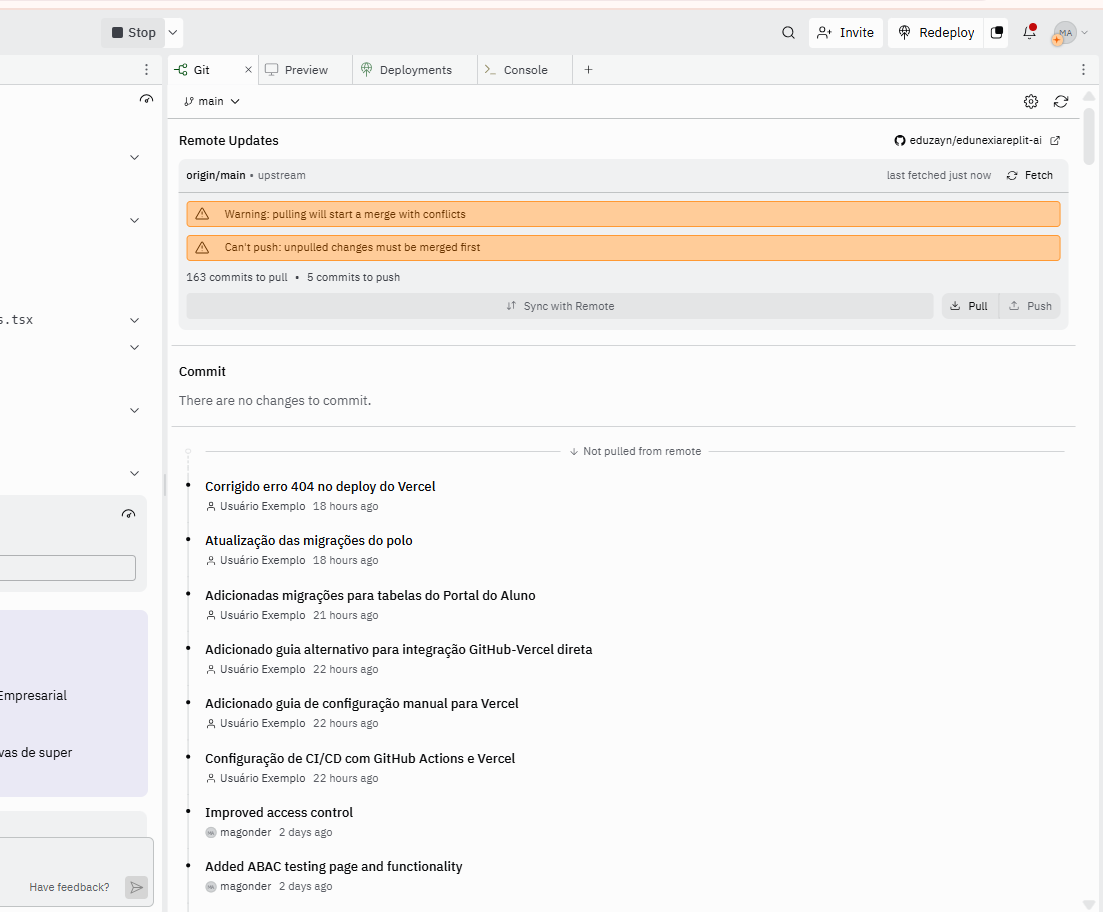 Stop
Invite
Redeploy
MA
Git
Preview
Deployments
Console
main
Remote Updates
eduzayn/edunexiareplit-ai
origin/main • upstream
last fetched just now
Fetch
Warning: pulling will start a merge with conflicts
Can't push: unpulled changes must be merged first
163 commits to pull • 5 commits to push
Sync with Remote
Pull
Push
s.tsx
Commit
There are no changes to commit.
Not pulled from remote
Corrigido erro 404 no deploy do Vercel
Usuário Exemplo 18 hours ago
Atualização das migrações do polo
Usuário Exemplo 18 hours ago
Adicionadas migrações para tabelas do Portal do Aluno
Usuário Exemplo 21 hours ago
Adicionado guia alternativo para integração GitHub-Vercel direta
Usuário Exemplo 22 hours ago
Empresarial
Adicionado guia de configuração manual para Vercel
Usuário Exemplo 22 hours ago
vas de super
Configuração de CI/CD com GitHub Actions e Vercel
Usuário Exemplo 22 hours ago
Improved access control
magonder 2 days ago
Added ABAC testing page and functionality
magonder 2 days ago
Have feedback?